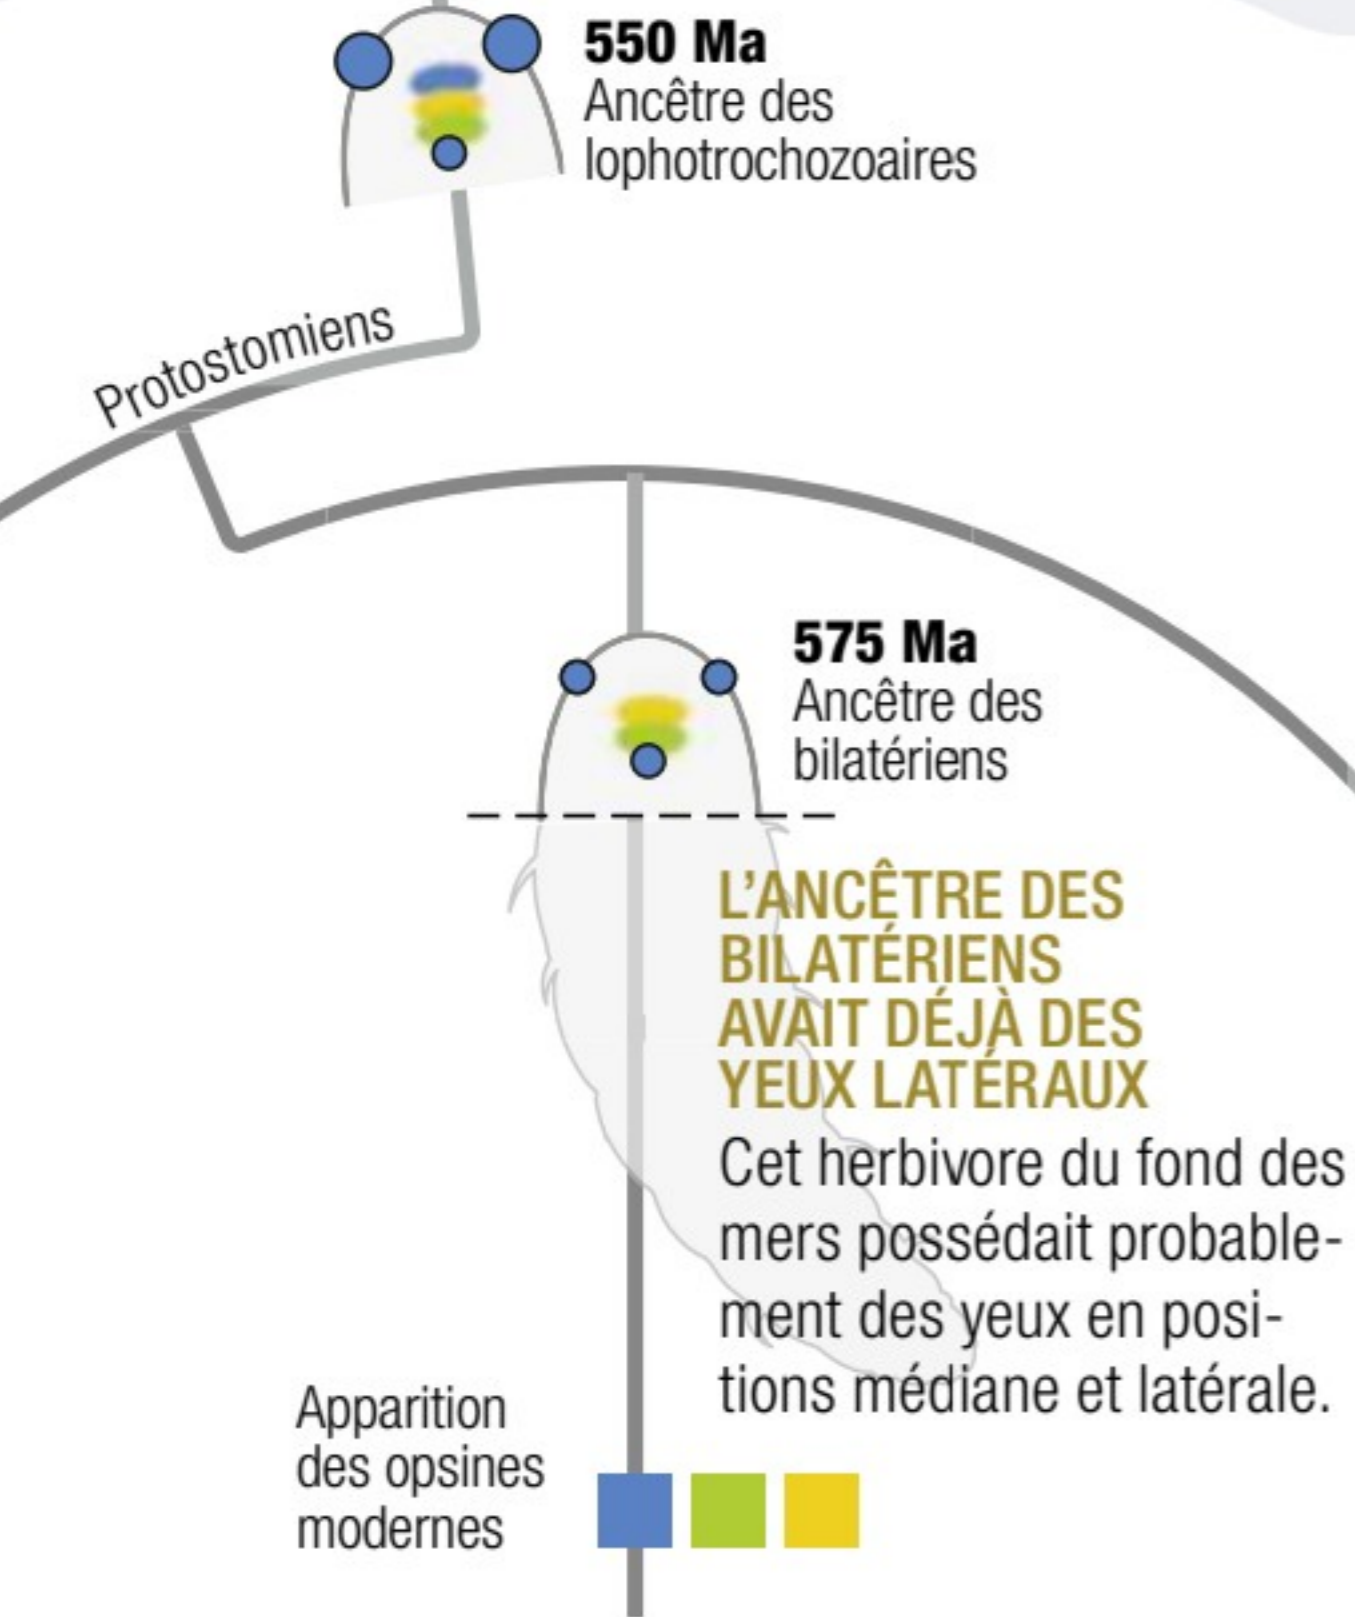 550 Ma
Ancêtre des
lophotrochozoaires
Protostomiens
575 Ma
Ancêtre des
bilatériens
L’ANCÊTRE DES
BILATÉRIENS
AVAIT DÉJÀ DES
YEUX LATÉRAUX
Cet herbivore du fond des
mers possédait probable-
ment des yeux en posi-
tions médiane et latérale.
Apparition
des opsines
modernes